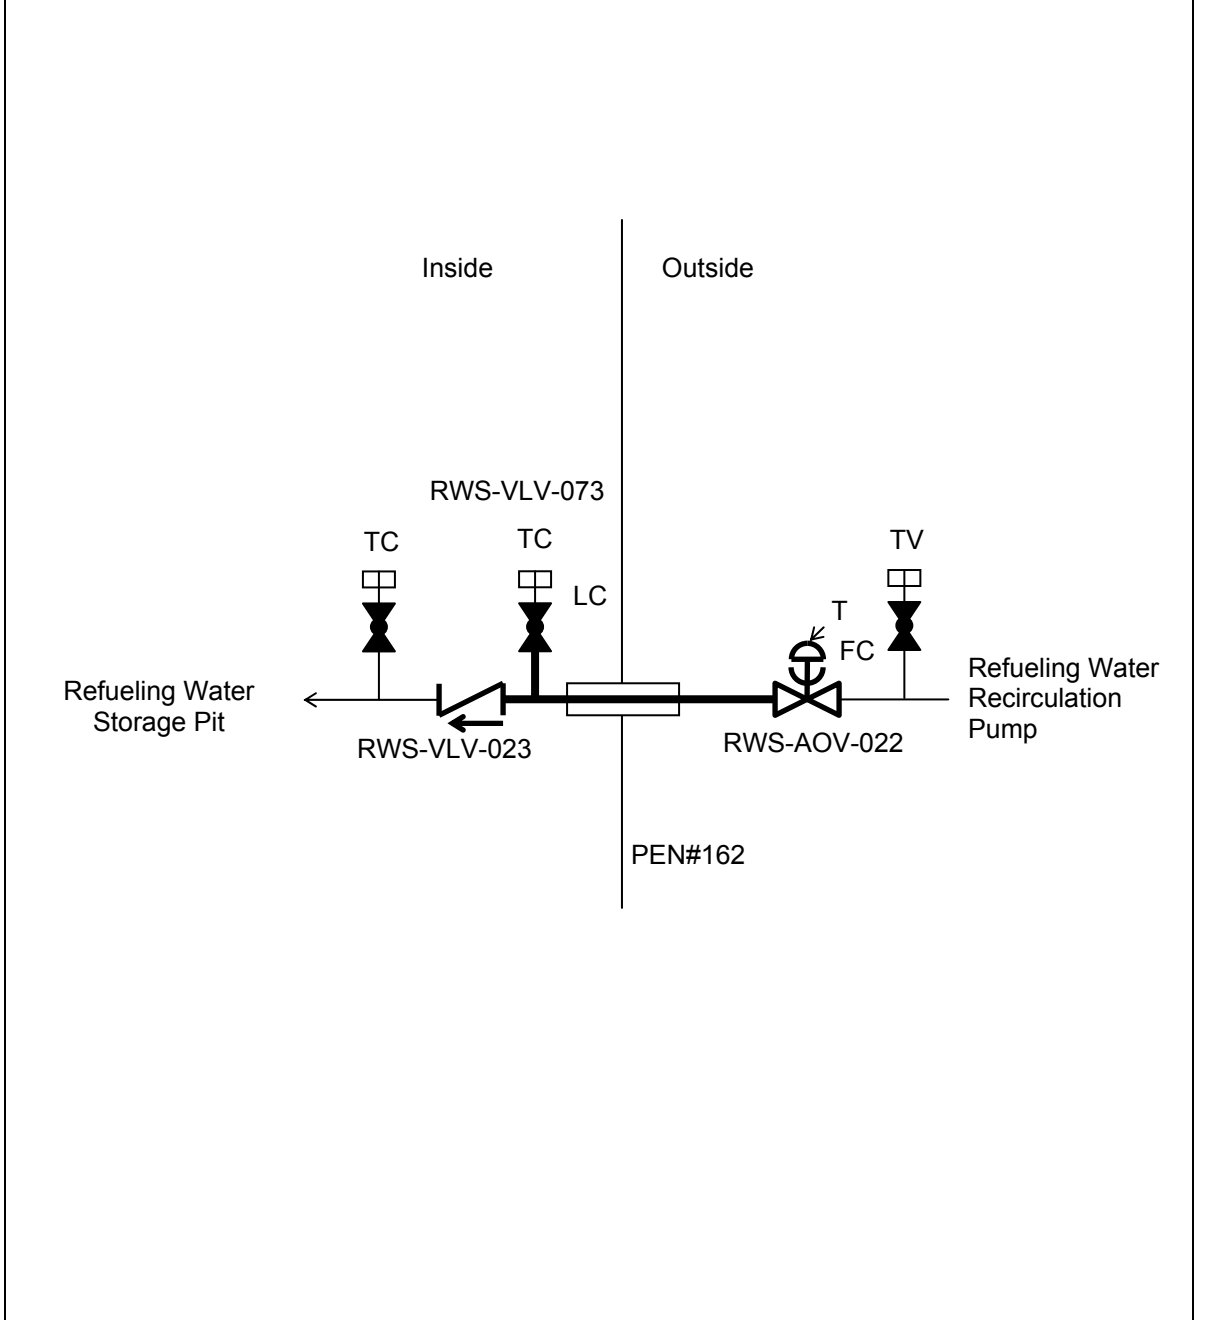 Inside
Outside
RWS-VLV-073
TC
TC
TV
LC
T
FC
Refueling Water
Storage Pit
Refueling Water
Recirculation
Pump
RWS-VLV-023
RWS-AOV-022
PEN#162